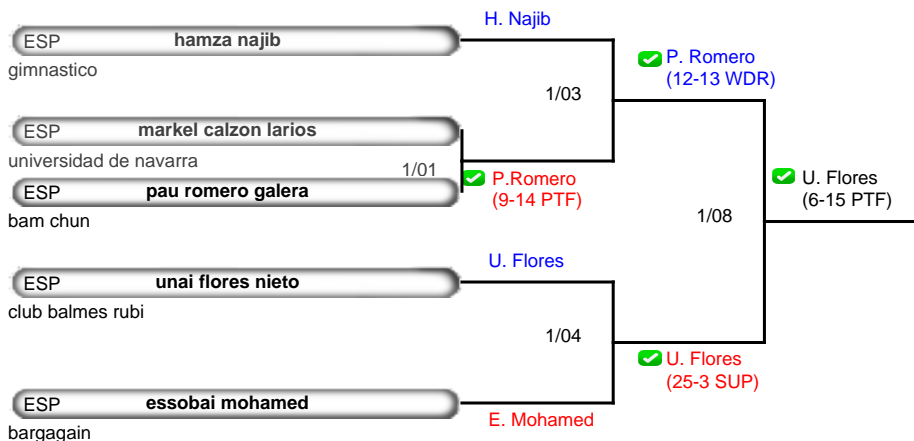 H. Najib
ESP hamza najib
gimnastico
P. Romero
(12-13 WDR)
1/03
ESP markel calzon larios
universidad de navarra
1/01
P.Romero
(9-14 PTF)
ESP pau romero galera
bam chun
U. Flores
(6-15 PTF)
1/08
U. Flores
ESP unai flores nieto
club balmes rubi
1/04
U. Flores
(25-3 SUP)
ESP essobai mohamed
E. Mohamed
bargagain